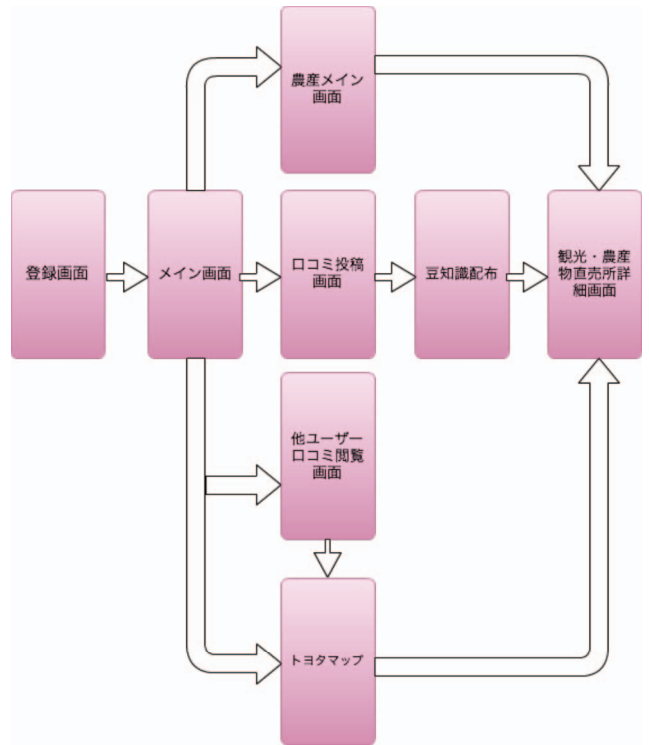 農産メイン
画面
登録画面
メイン画面
口コミ投稿
画面
豆知識配布
観光・農産
物直売所詳
細画面
他ユーザー
口コミ閲覧
画面
トヨタマップ